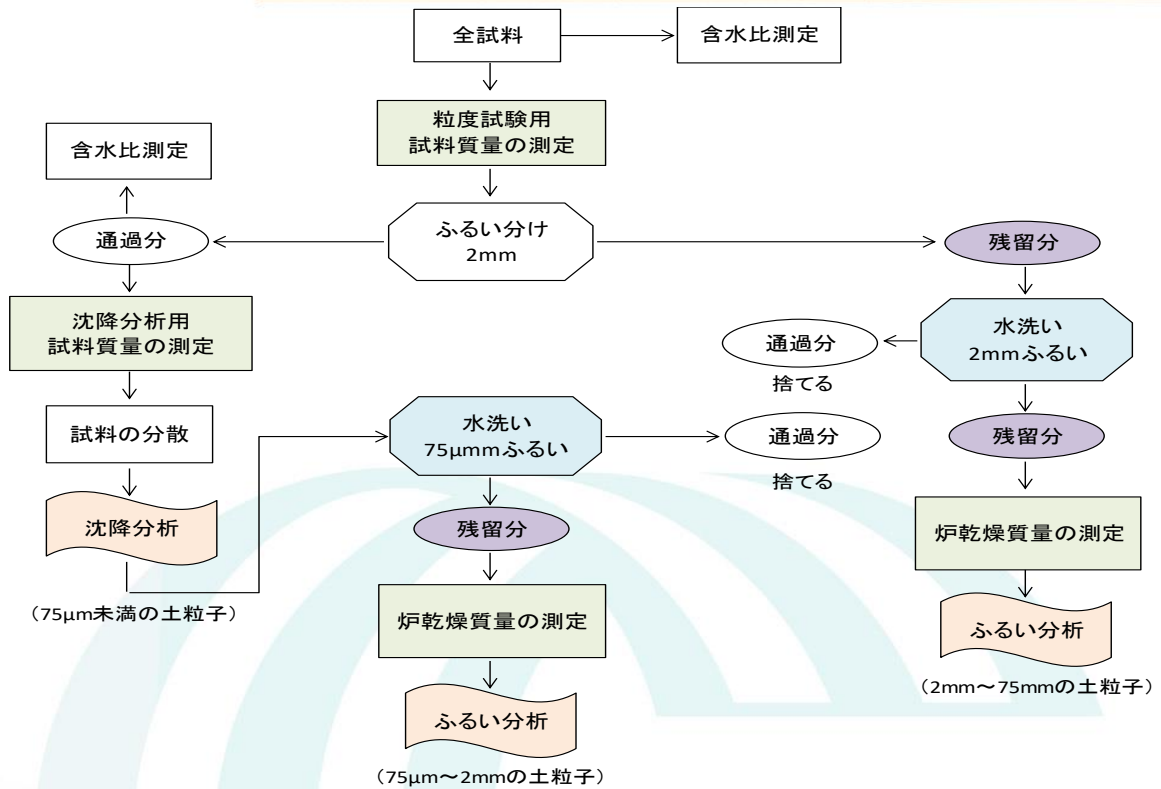 全試料
含水比測定
粒度試験用
試料質量の測定
含水比測定
通過分
ふるい分け
2mm
残留分
沈降分析用
試料質量の測定
水洗い
2mmふるい
通過分
捨てる
試料の分散
水洗い
75μmmふるい
通過分
捨てる
残留分
沈降分析
(75μm未満の土粒子)
残留分
炉乾燥質量の測定
炉乾燥質量の測定
ふるい分析
(2mm～75mmの土粒子)
ふるい分析
(75μm～2mmの土粒子)